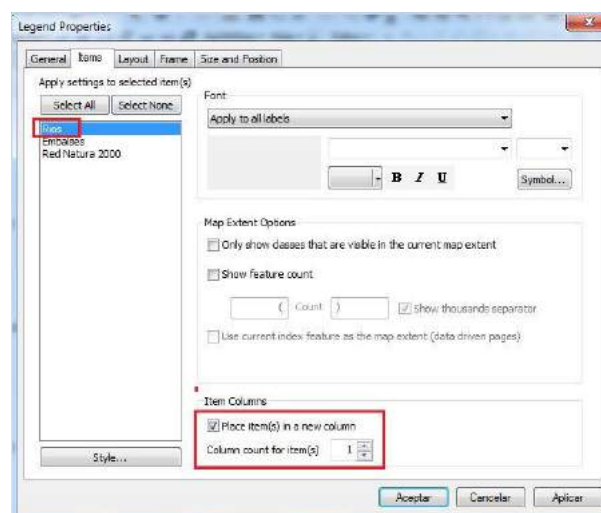 Legend Properties
General Items Layout Frame Size and Position
Apply settings to selected item(s)
Select All Select None
Rios
Embalses
Red Natura 2000
Style...
Font
Apply to all labels
B I U
Symbol...
Map Extent Options
Only show classes that are visible in the current map extent
Show feature count
( Count )
Show thousands separator
Use current index feature as the map extent (data driven pages)
Item Columns
Place item(s) in a new column
Column count for item(s) 1
Aceptar Cancelar Aplicar